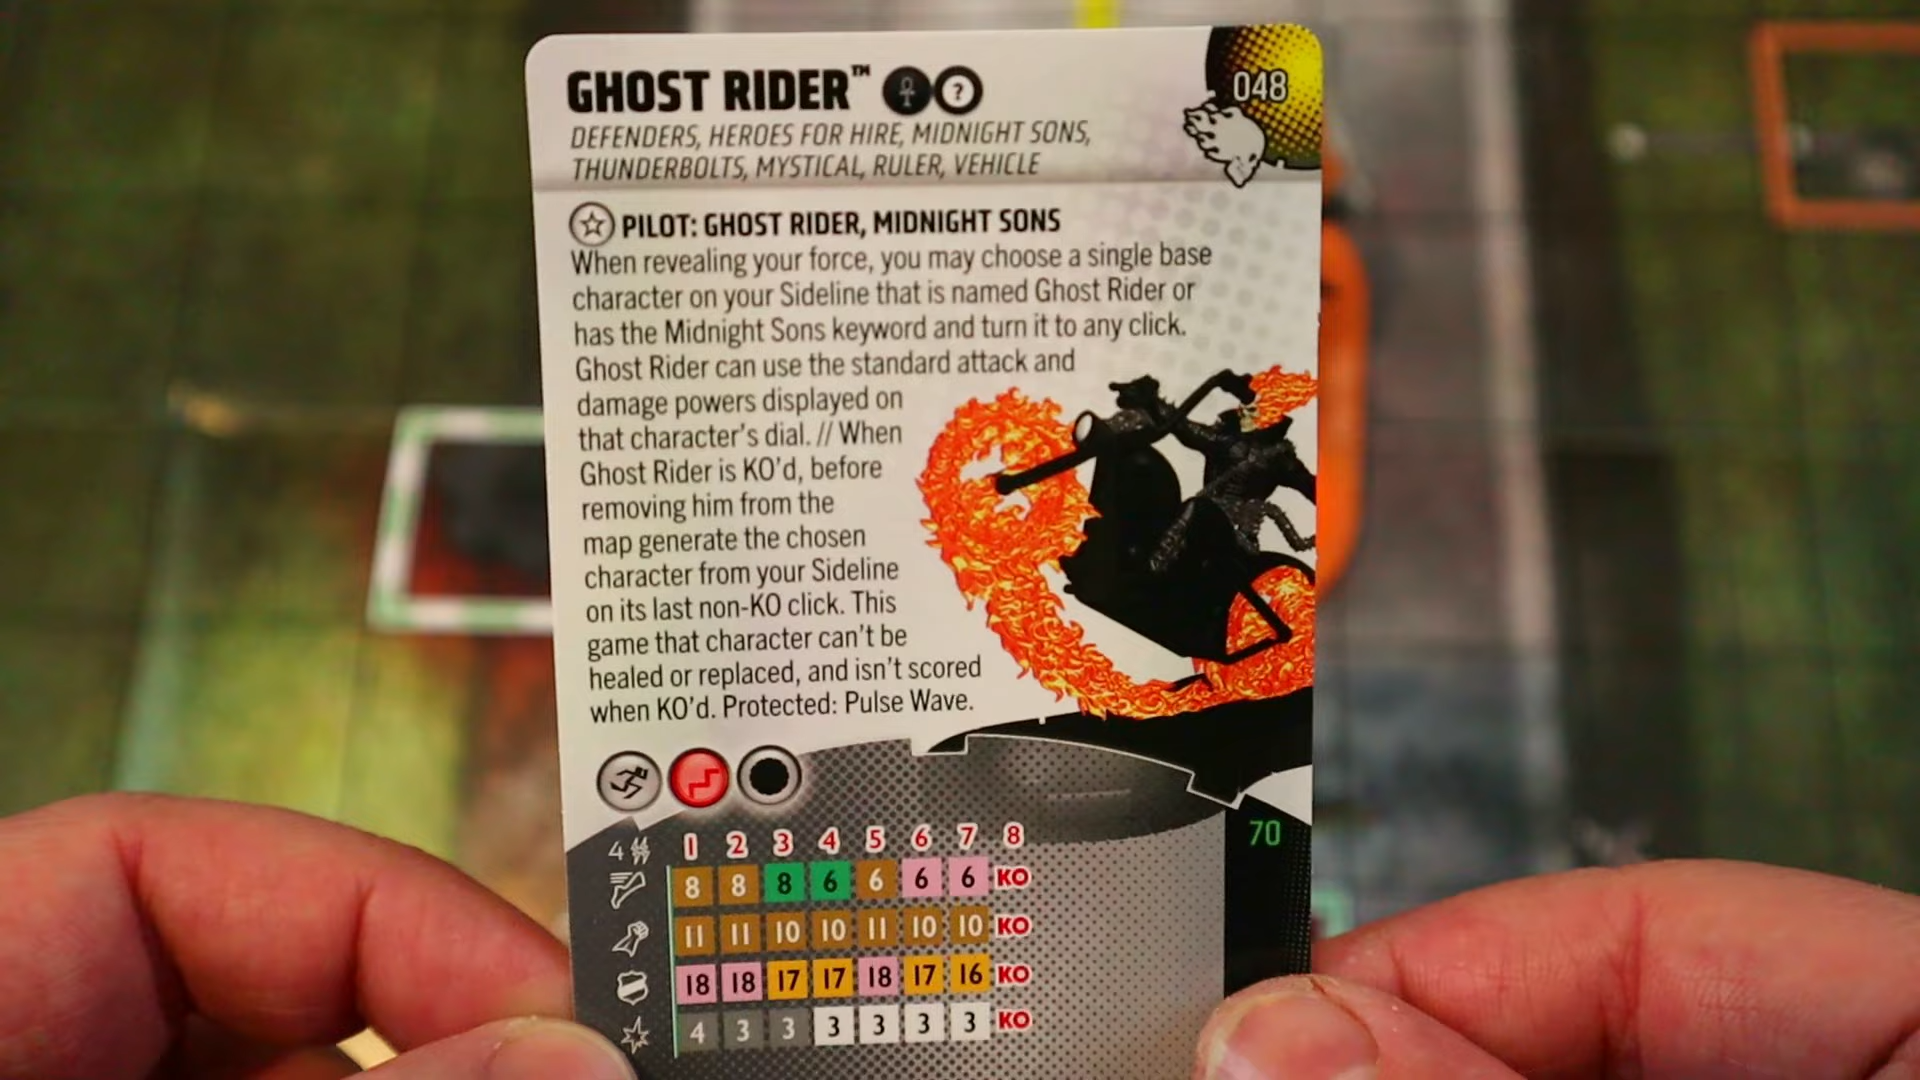 GHOST RIDER™ ?
048
DEFENDERS, HEROES FOR HIRE, MIDNIGHT SONS,
THUNDERBOLTS, MYSTICAL, RULER, VEHICLE
PILOT: GHOST RIDER, MIDNIGHT SONS
When revealing your force, you may choose a single base
character on your Sideline that is named Ghost Rider or
has the Midnight Sons keyword and turn it to any click.
Ghost Rider can use the standard attack and
damage powers displayed on
that character's dial. // When
Ghost Rider is KO'd, before
removing him from the
map generate the chosen
character from your Sideline
on its last non-KO click. This
game that character can't be
healed or replaced, and isn't scored
when KO'd. Protected: Pulse Wave.
70
4 1 2 3 4 5 6 7 8
8 8 8 6 6 6 6 KO
11 11 10 10 11 10 10 KO
18 18 17 17 18 17 16 KO
4 3 3 3 3 3 3 KO